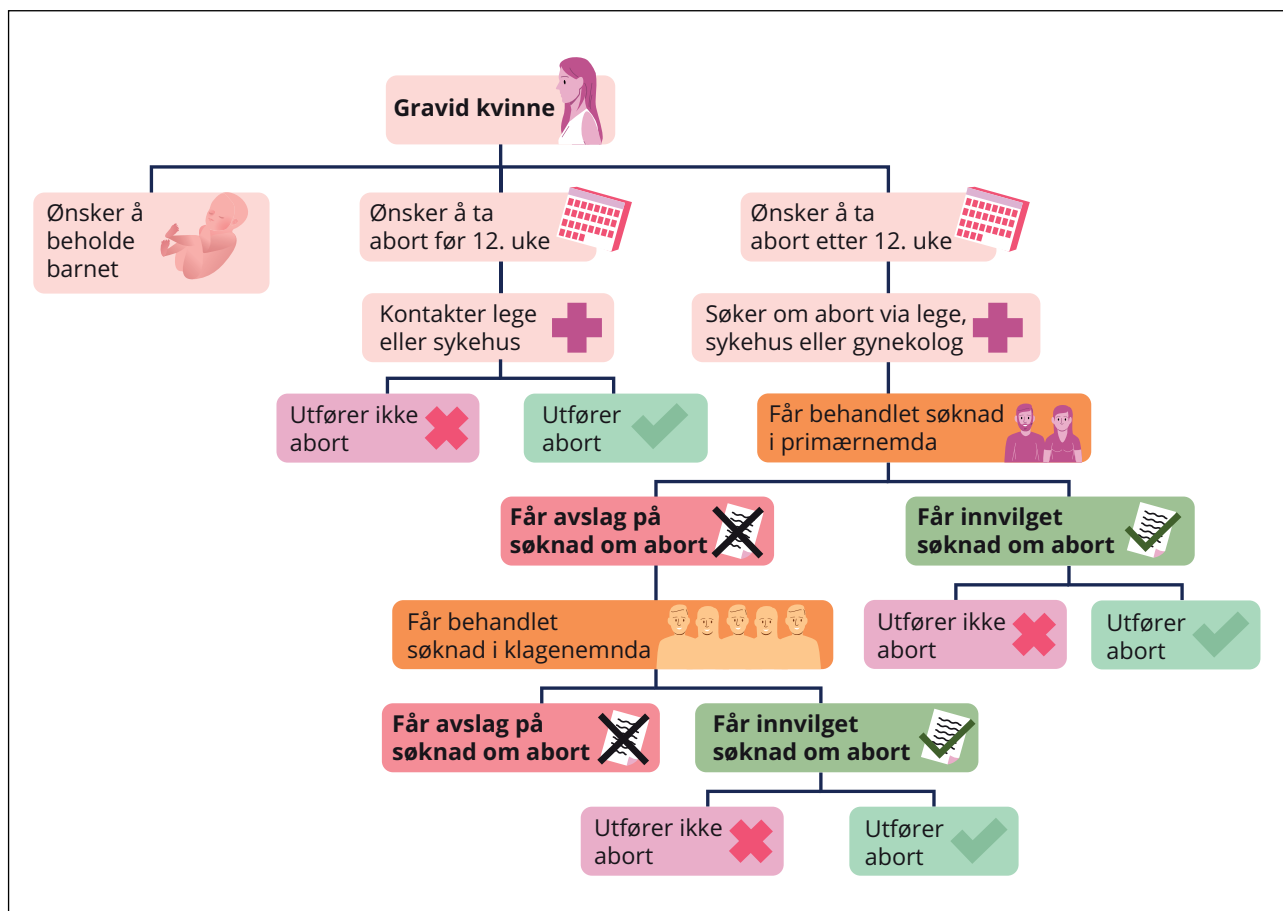 Gravid kvinne
Ønsker å
beholde
barnet
Ønsker å ta
abort før 12. uke
Ønsker å ta
abort etter 12. uke
Kontakter lege
eller sykehus
Søker om abort via lege,
sykehus eller gynekolog
Utfører ikke
abort
Utfører
abort
Får behandlet søknad
i primærnemda
Får avslag på
søknad om abort
Får innvilget
søknad om abort
Får behandlet
søknad i klagenemnda
Utfører ikke
abort
Utfører
abort
Får avslag på
søknad om abort
Får innvilget
søknad om abort
Utfører ikke
abort
Utfører
abort